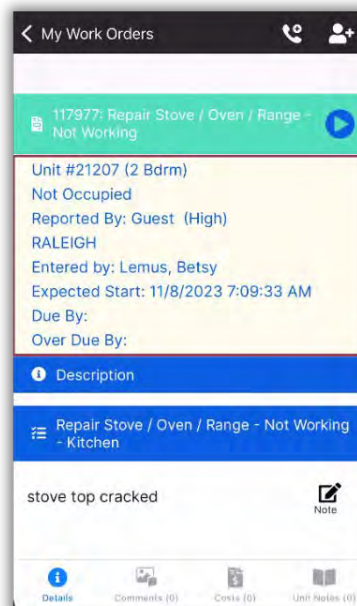 My Work Orders
117977: Repair Stove / Oven / Range -
Not Working
Unit #21207 (2 Bdrm)
Not Occupied
Reported By: Guest (High)
RALEIGH
Entered by: Lemus, Betsy
Expected Start: 11/8/2023 7:09:33 AM
Due By:
Over Due By:
Description
Repair Stove / Oven / Range - Not Working
- Kitchen
stove top cracked
Note
Details Comments (0) Costs (0) Unit Notes (0)